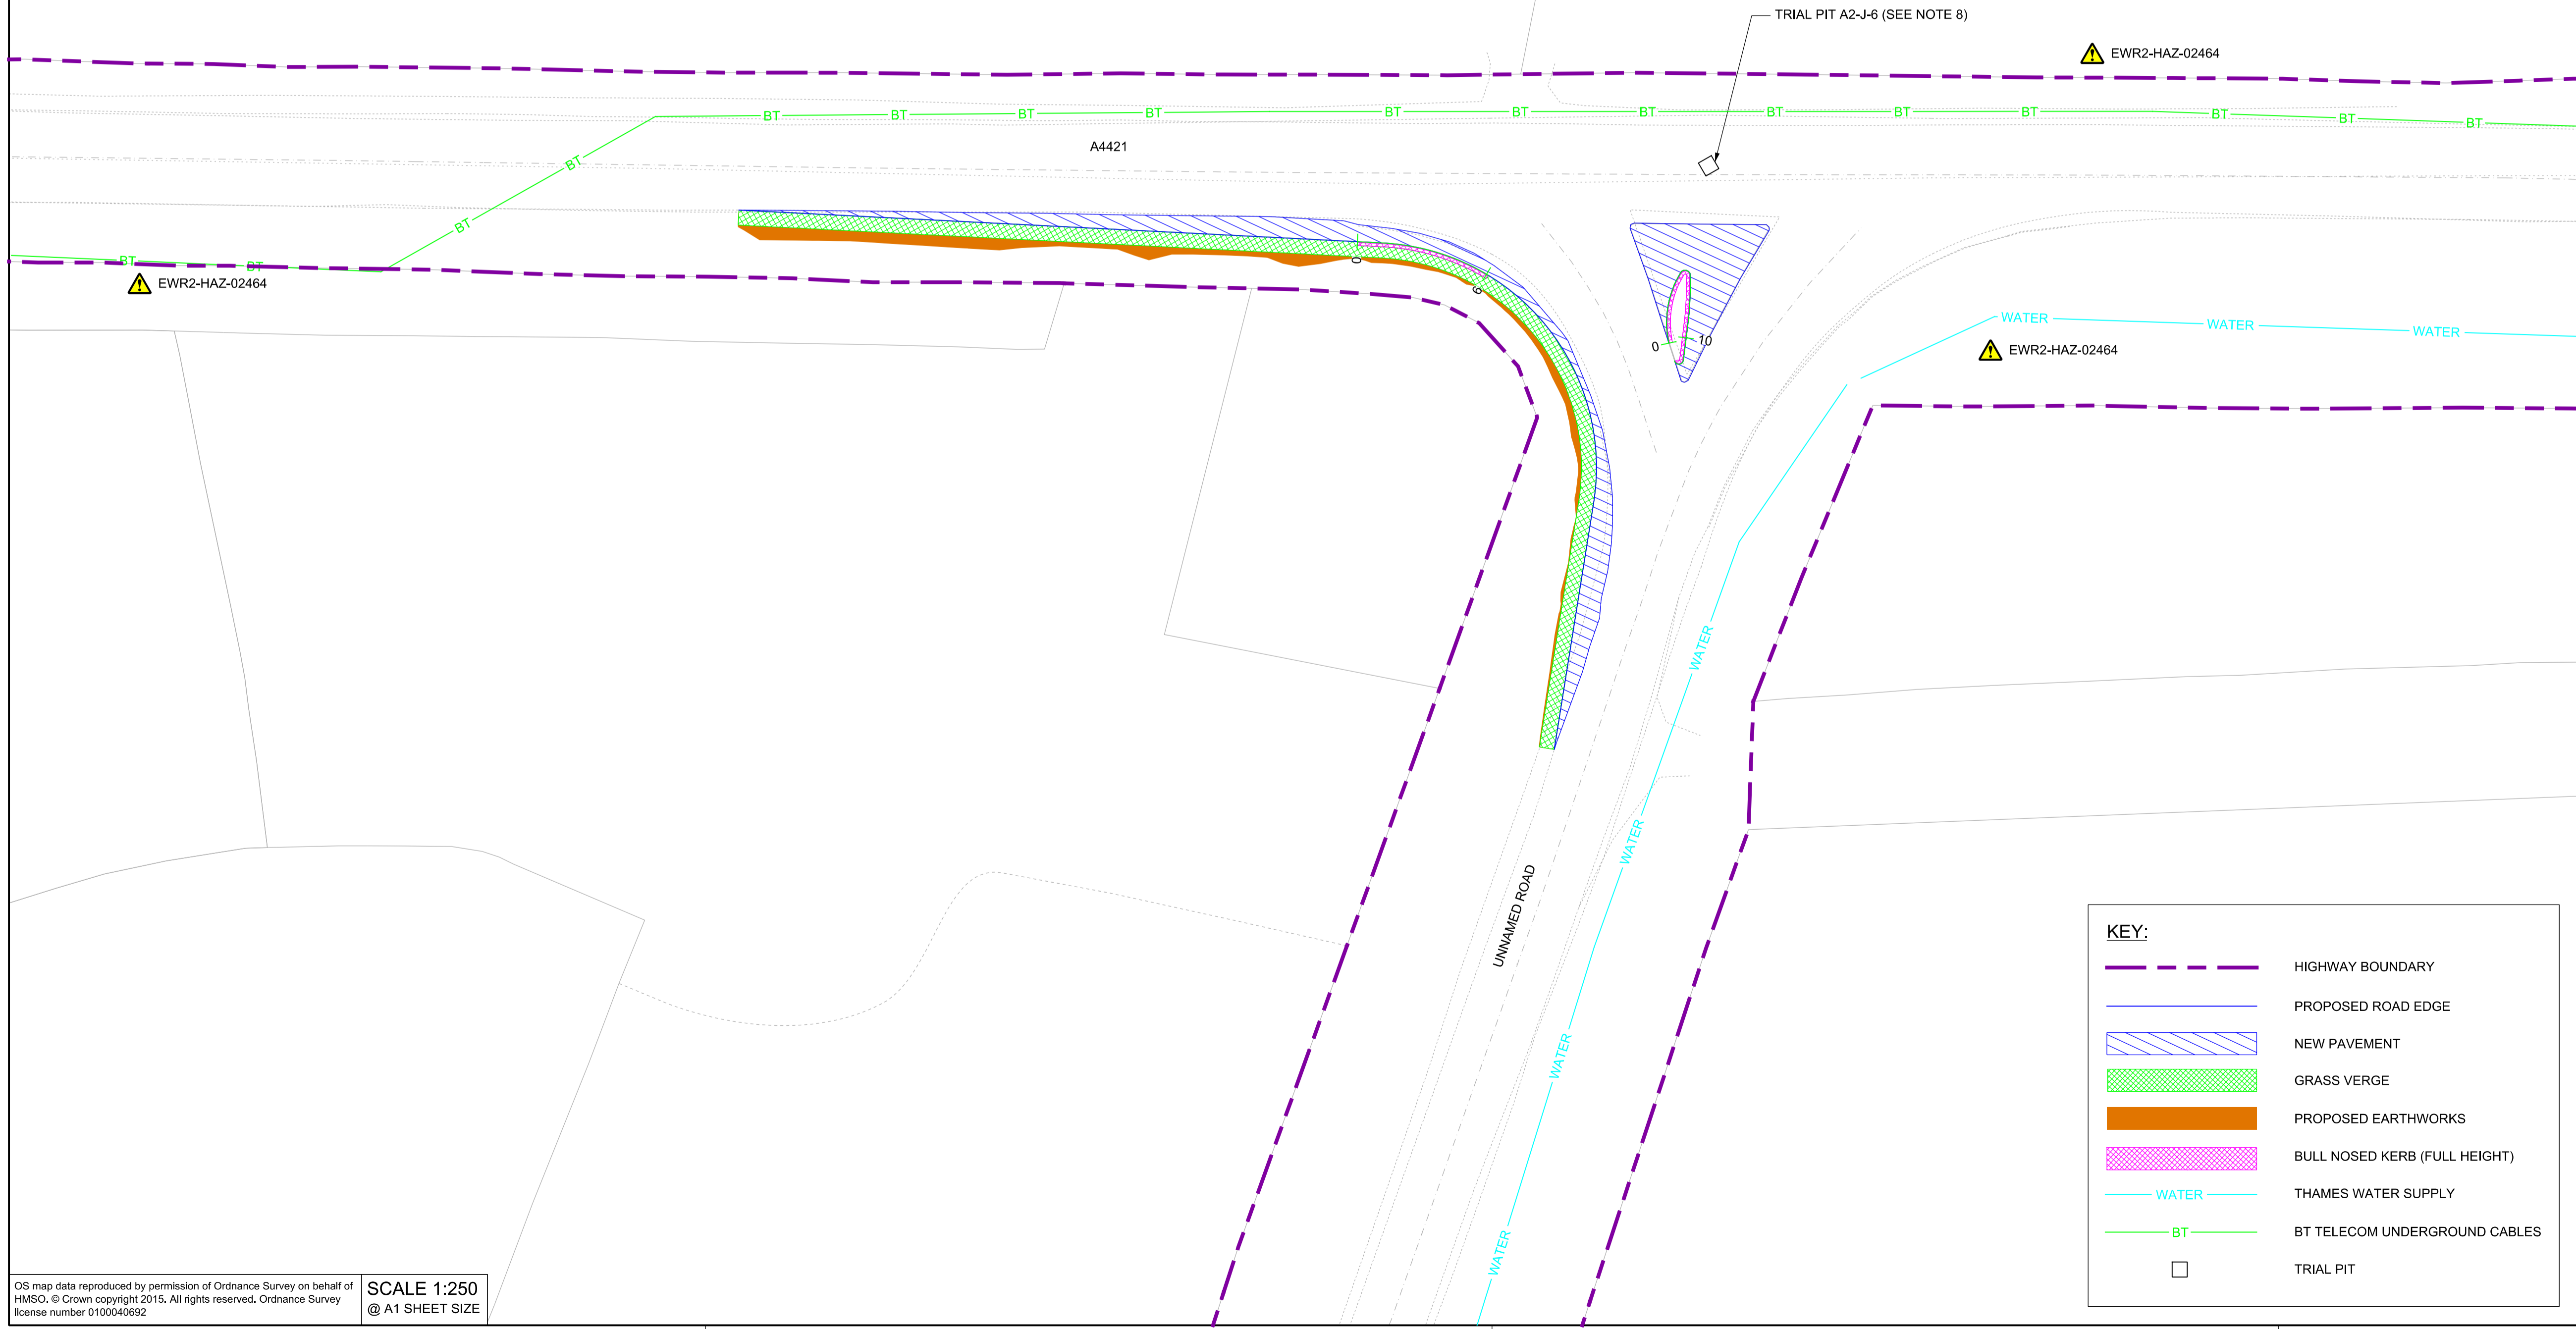 TRIAL PIT A2-J-6 (SEE NOTE 8)
EWR2-HAZ-02464
BT BT BT BT BT BT BT BT BT BT BT BT BT
A4421
BT
BT
BT BT
EWR2-HAZ-02464
0
9
0 10
WATER WATER WATER
EWR2-HAZ-02464
WATER
WATER
UNNAMED ROAD
WATER
WATER
KEY:
HIGHWAY BOUNDARY
PROPOSED ROAD EDGE
NEW PAVEMENT
GRASS VERGE
PROPOSED EARTHWORKS
BULL NOSED KERB (FULL HEIGHT)
WATER THAMES WATER SUPPLY
BT BT TELECOM UNDERGROUND CABLES
TRIAL PIT
OS map data reproduced by permission of Ordnance Survey on behalf of
HMSO. © Crown copyright 2015. All rights reserved. Ordnance Survey
license number 0100040692
SCALE 1:250
@ A1 SHEET SIZE